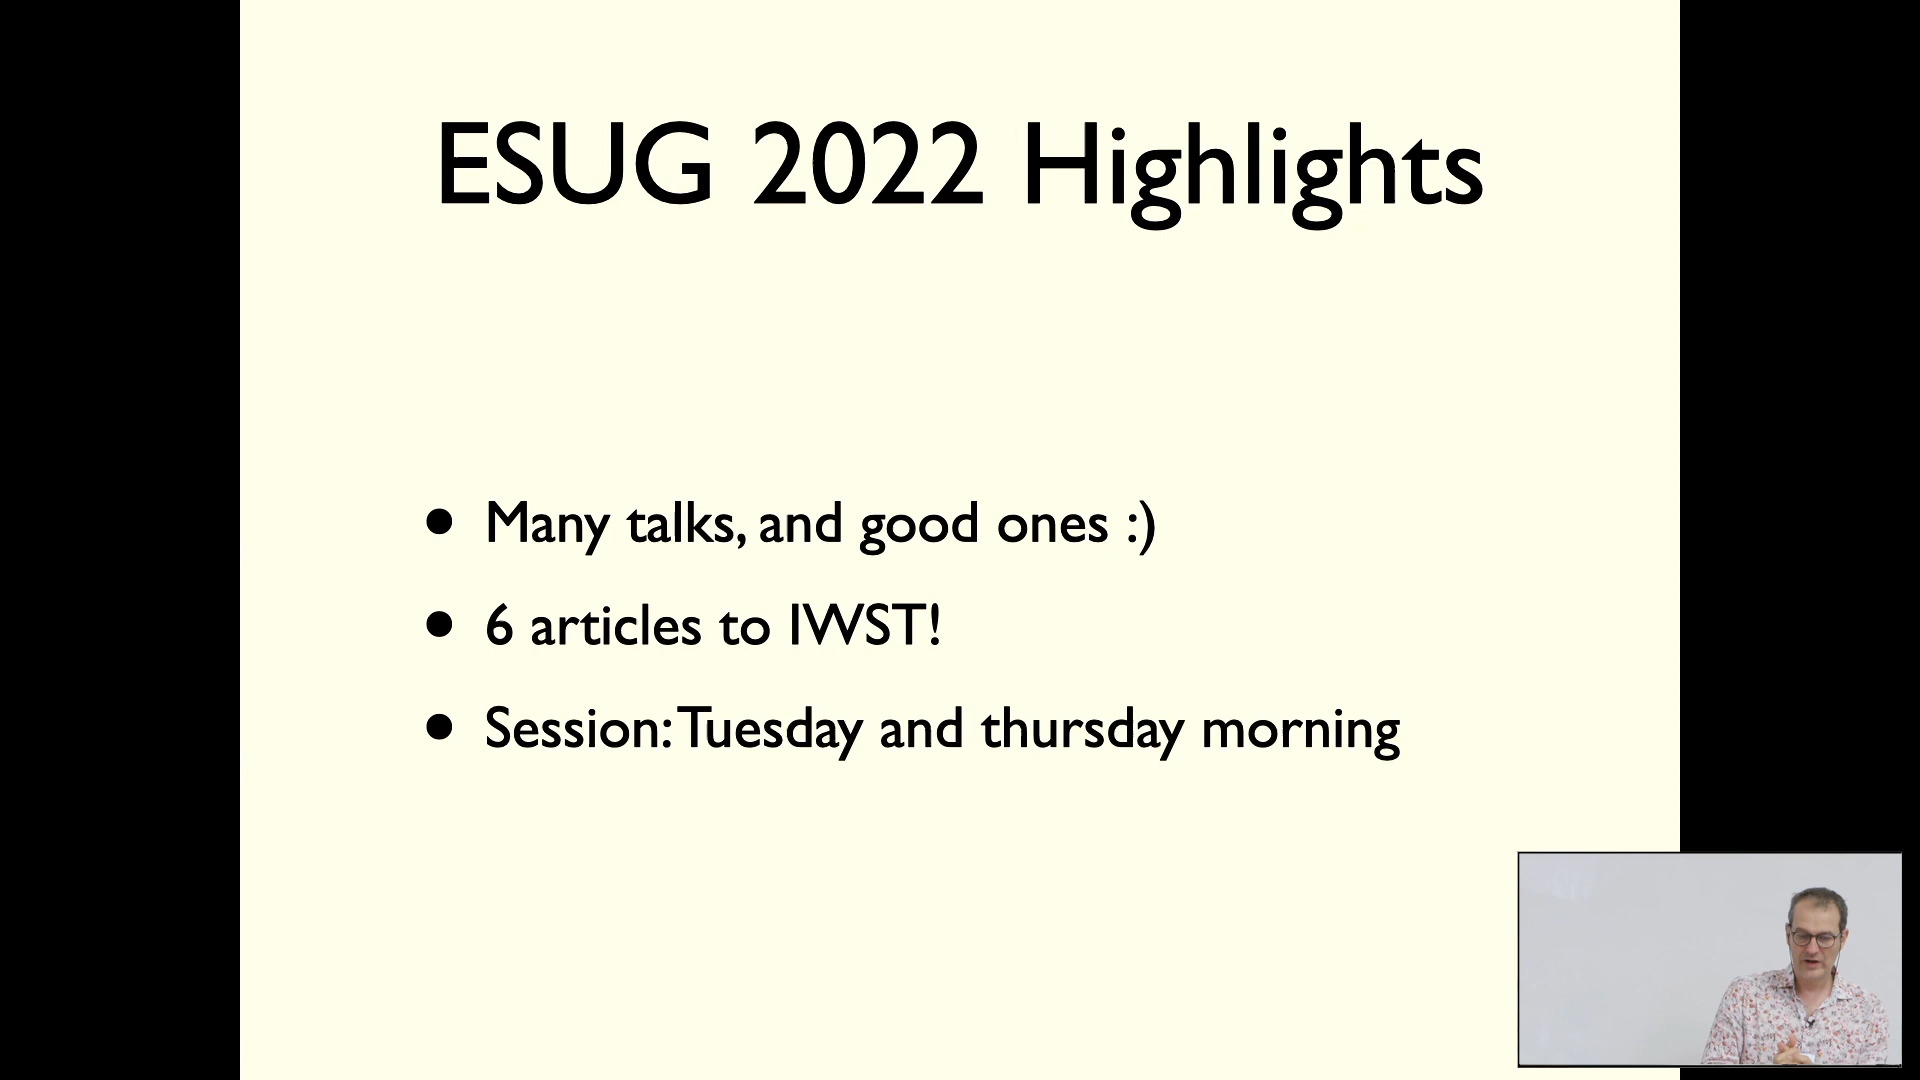 ESUG 2022 Highlights
• Many talks, and good ones :)
• 6 articles to IWST!
• Session: Tuesday and thursday morning